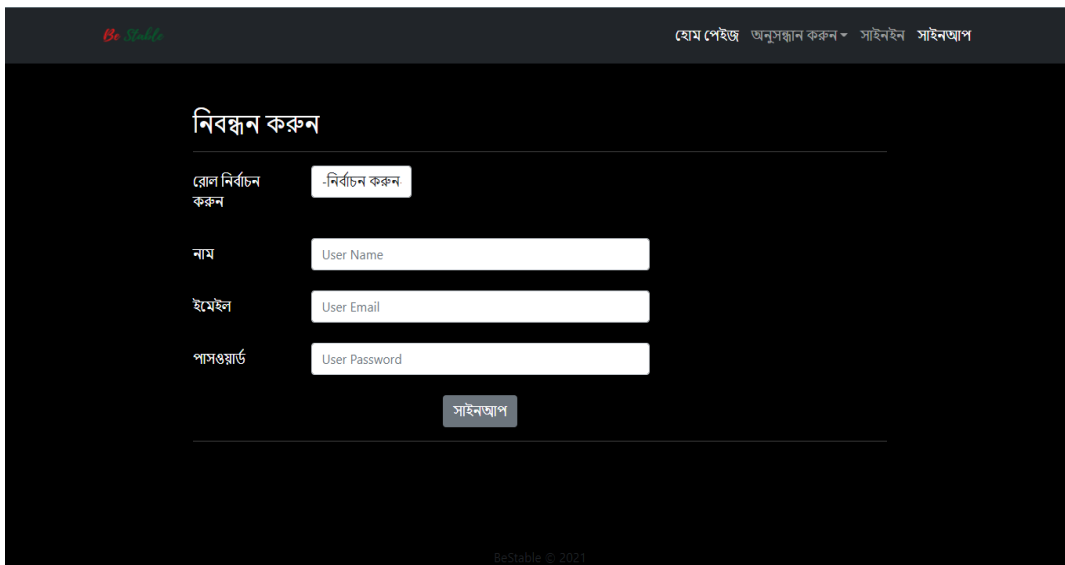 Be Stable
হোম পেইজ অনুসন্ধান করুন সাইনইন সাইনআপ
নিবন্ধন করুন
রোল নির্বাচন
করুন
-নির্বাচন করুন-
নাম
User Name
ইমেইল
User Email
পাসওয়ার্ড
User Password
সাইনআপ
BeStable © 2021